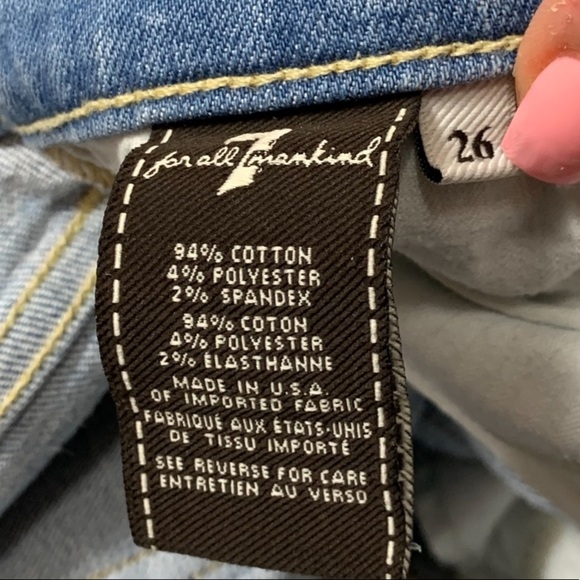 for all 7 mankind
26
94% COTTON
4% POLYESTER
2% SPANDEX
94% COTON
4% POLYESTER
2% ÉLASTHANNE
MADE IN U.S.A.
OF IMPORTED FABRIC
FABRIQUÉ AUX ÉTATS-UNIS
DE TISSU IMPORTÉ
SEE REVERSE FOR CARE
ENTRETIEN AU VERSO